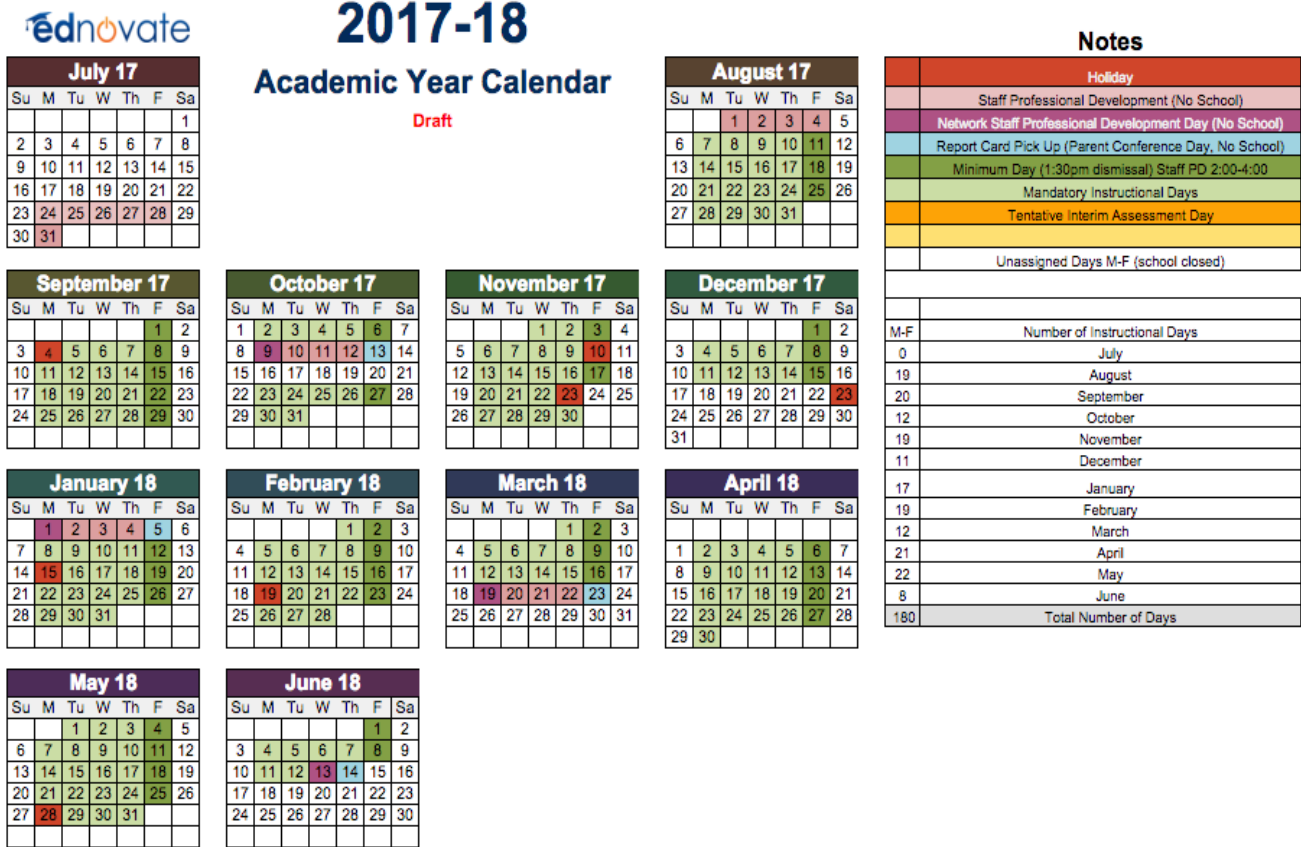 ednovate
2017-18
Academic Year Calendar
Draft
July 17
Su M Tu W Th F Sa
1
2 3 4 5 6 7 8
9 10 11 12 13 14 15
16 17 18 19 20 21 22
23 24 25 26 27 28 29
30 31
August 17
Su M Tu W Th F Sa
1 2 3 4 5
6 7 8 9 10 11 12
13 14 15 16 17 18 19
20 21 22 23 24 25 26
27 28 29 30 31
September 17
Su M Tu W Th F Sa
1 2
3 4 5 6 7 8 9
10 11 12 13 14 15 16
17 18 19 20 21 22 23
24 25 26 27 28 29 30
October 17
Su M Tu W Th F Sa
1 2 3 4 5 6 7
8 9 10 11 12 13 14
15 16 17 18 19 20 21
22 23 24 25 26 27 28
29 30 31
November 17
Su M Tu W Th F Sa
1 2 3 4
5 6 7 8 9 10 11
12 13 14 15 16 17 18
19 20 21 22 23 24 25
26 27 28 29 30
December 17
Su M Tu W Th F Sa
1 2
3 4 5 6 7 8 9
10 11 12 13 14 15 16
17 18 19 20 21 22 23
24 25 26 27 28 29 30
31
January 18
Su M Tu W Th F Sa
1 2 3 4 5 6
7 8 9 10 11 12 13
14 15 16 17 18 19 20
21 22 23 24 25 26 27
28 29 30 31
February 18
Su M Tu W Th F Sa
1 2 3
4 5 6 7 8 9 10
11 12 13 14 15 16 17
18 19 20 21 22 23 24
25 26 27 28
March 18
Su M Tu W Th F Sa
1 2 3
4 5 6 7 8 9 10
11 12 13 14 15 16 17
18 19 20 21 22 23 24
25 26 27 28 29 30 31
April 18
Su M Tu W Th F Sa
1 2 3 4 5 6 7
8 9 10 11 12 13 14
15 16 17 18 19 20 21
22 23 24 25 26 27 28
29 30
May 18
Su M Tu W Th F Sa
1 2 3 4 5
6 7 8 9 10 11 12
13 14 15 16 17 18 19
20 21 22 23 24 25 26
27 28 29 30 31
June 18
Su M Tu W Th F Sa
1 2
3 4 5 6 7 8 9
10 11 12 13 14 15 16
17 18 19 20 21 22 23
24 25 26 27 28 29 30
Notes
Holiday
Staff Professional Development (No School)
Network Staff Professional Development Day (No School)
Report Card Pick Up (Parent Conference Day, No School)
Minimum Day (1:30pm dismissal) Staff PD 2:00-4:00
Mandatory Instructional Days
Tentative Interim Assessment Day
Unassigned Days M-F (school closed)
M-F Number of Instructional Days
0 July
19 August
20 September
12 October
19 November
11 December
17 January
19 February
12 March
21 April
22 May
8 June
180 Total Number of Days